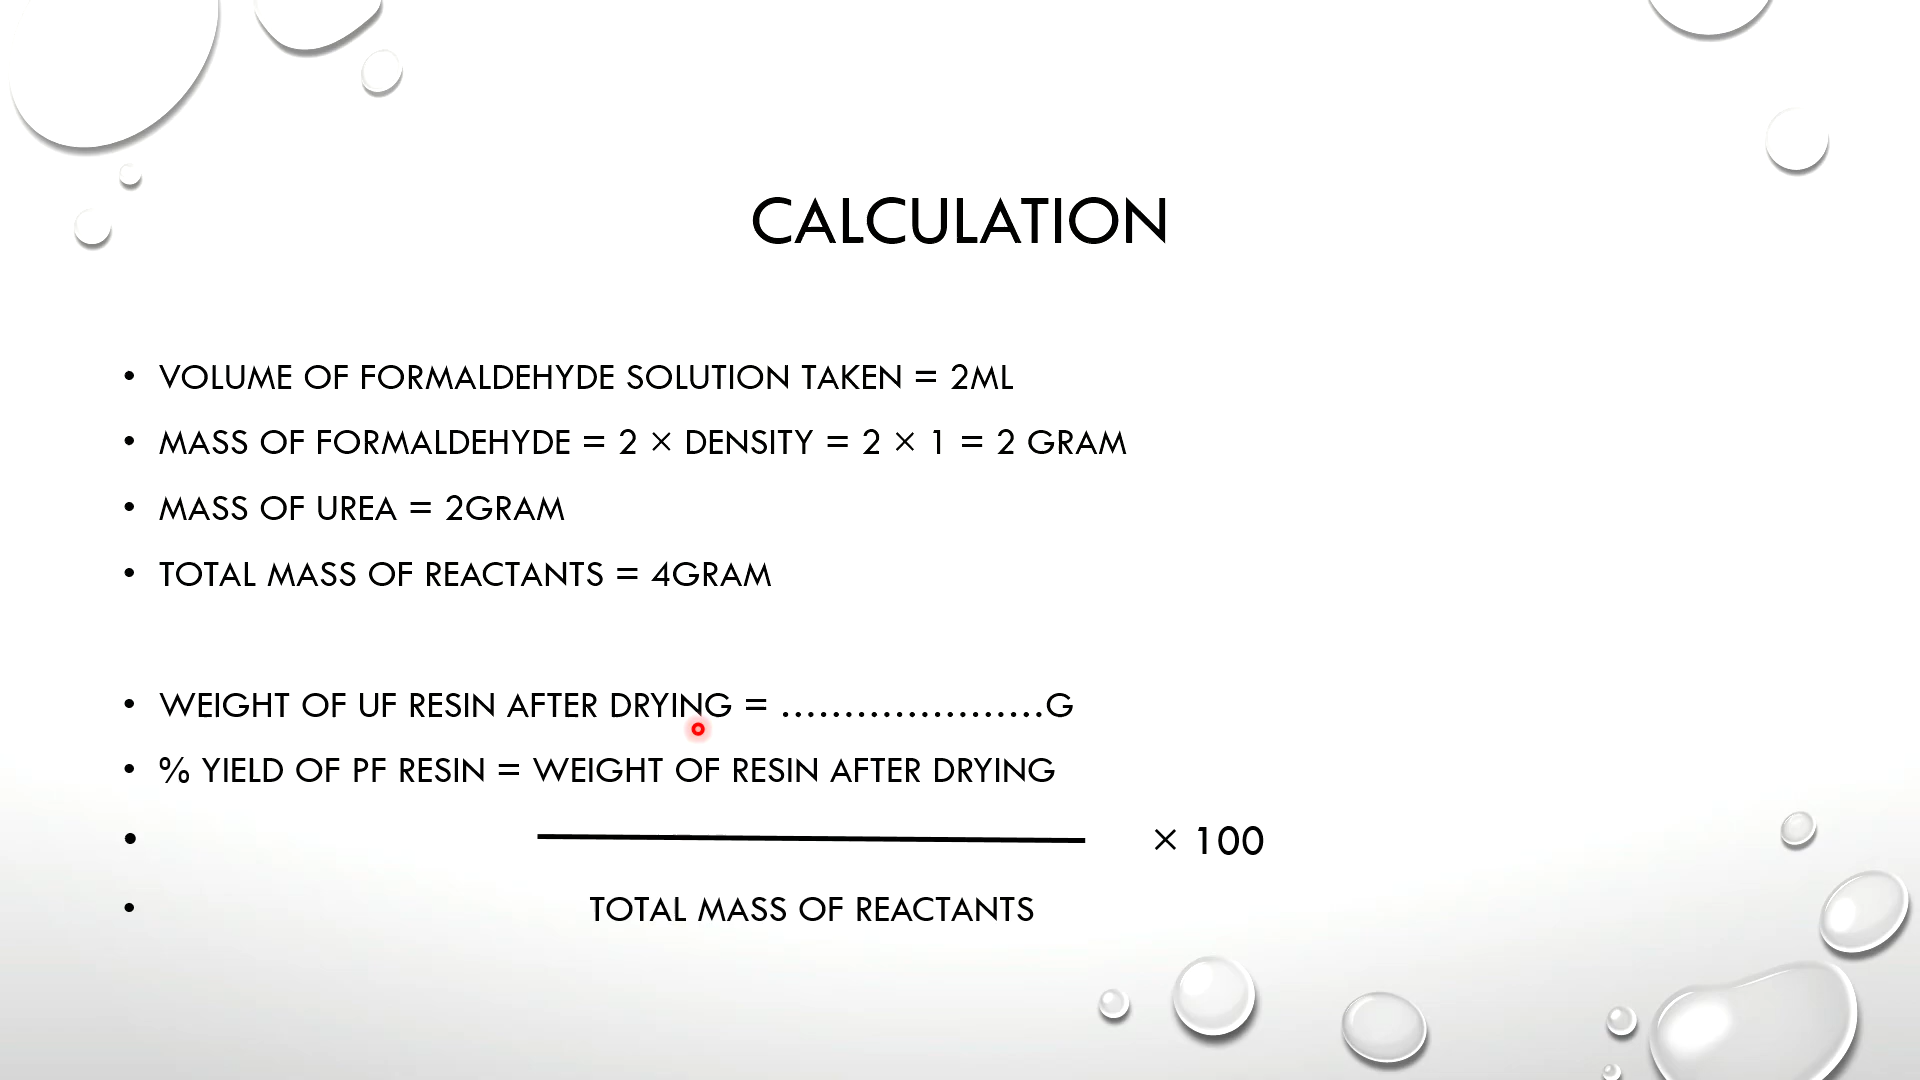 CALCULATION
• VOLUME OF FORMALDEHYDE SOLUTION TAKEN = 2ML
• MASS OF FORMALDEHYDE = 2 × DENSITY = 2 × 1 = 2 GRAM
• MASS OF UREA = 2GRAM
• TOTAL MASS OF REACTANTS = 4GRAM
• WEIGHT OF UF RESIN AFTER DRYING = …………………G
• % YIELD OF PF RESIN = WEIGHT OF RESIN AFTER DRYING
• × 100
• TOTAL MASS OF REACTANTS